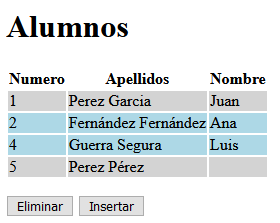 Alumnos
Numero Apellidos Nombre
1 Perez Garcia Juan
2 Fernández Fernández Ana
4 Guerra Segura Luis
5 Perez Pérez
Eliminar Insertar